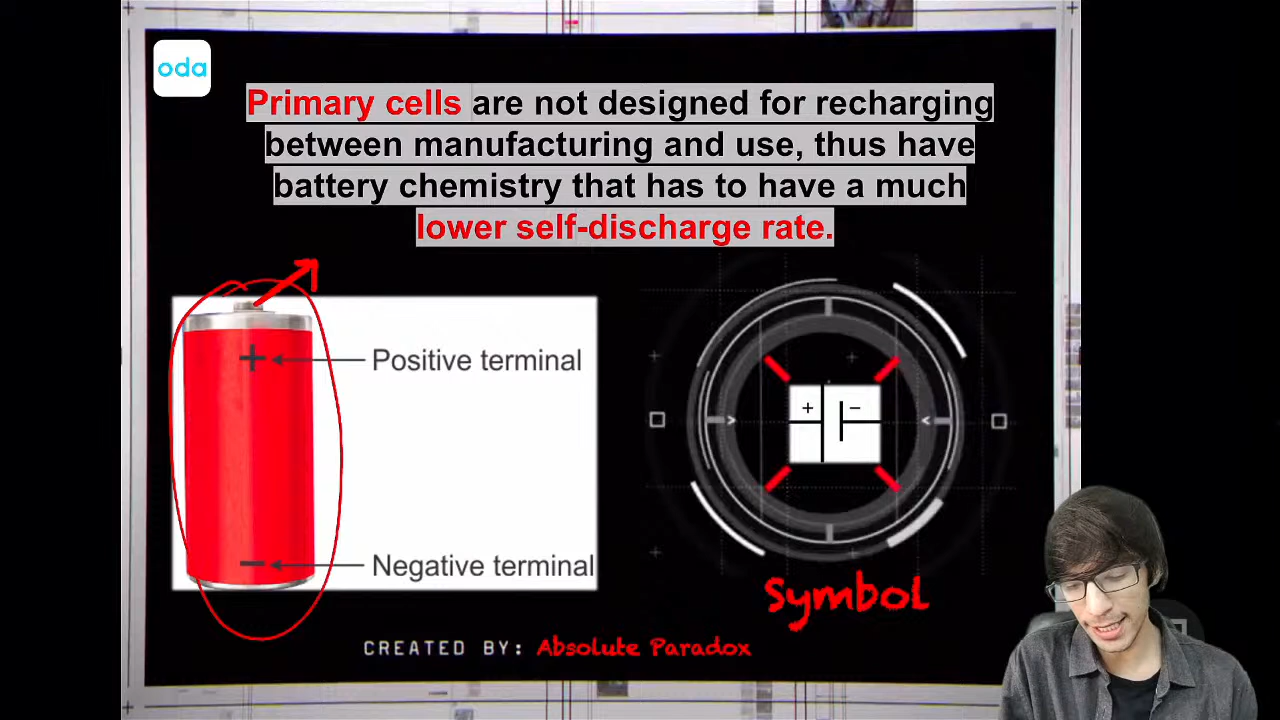 oda
Primary cells are not designed for recharging
between manufacturing and use, thus have
battery chemistry that has to have a much
lower self-discharge rate.
+
Positive terminal
−
Negative terminal
+ −
Symbol
CREATED BY: Absolute Paradox